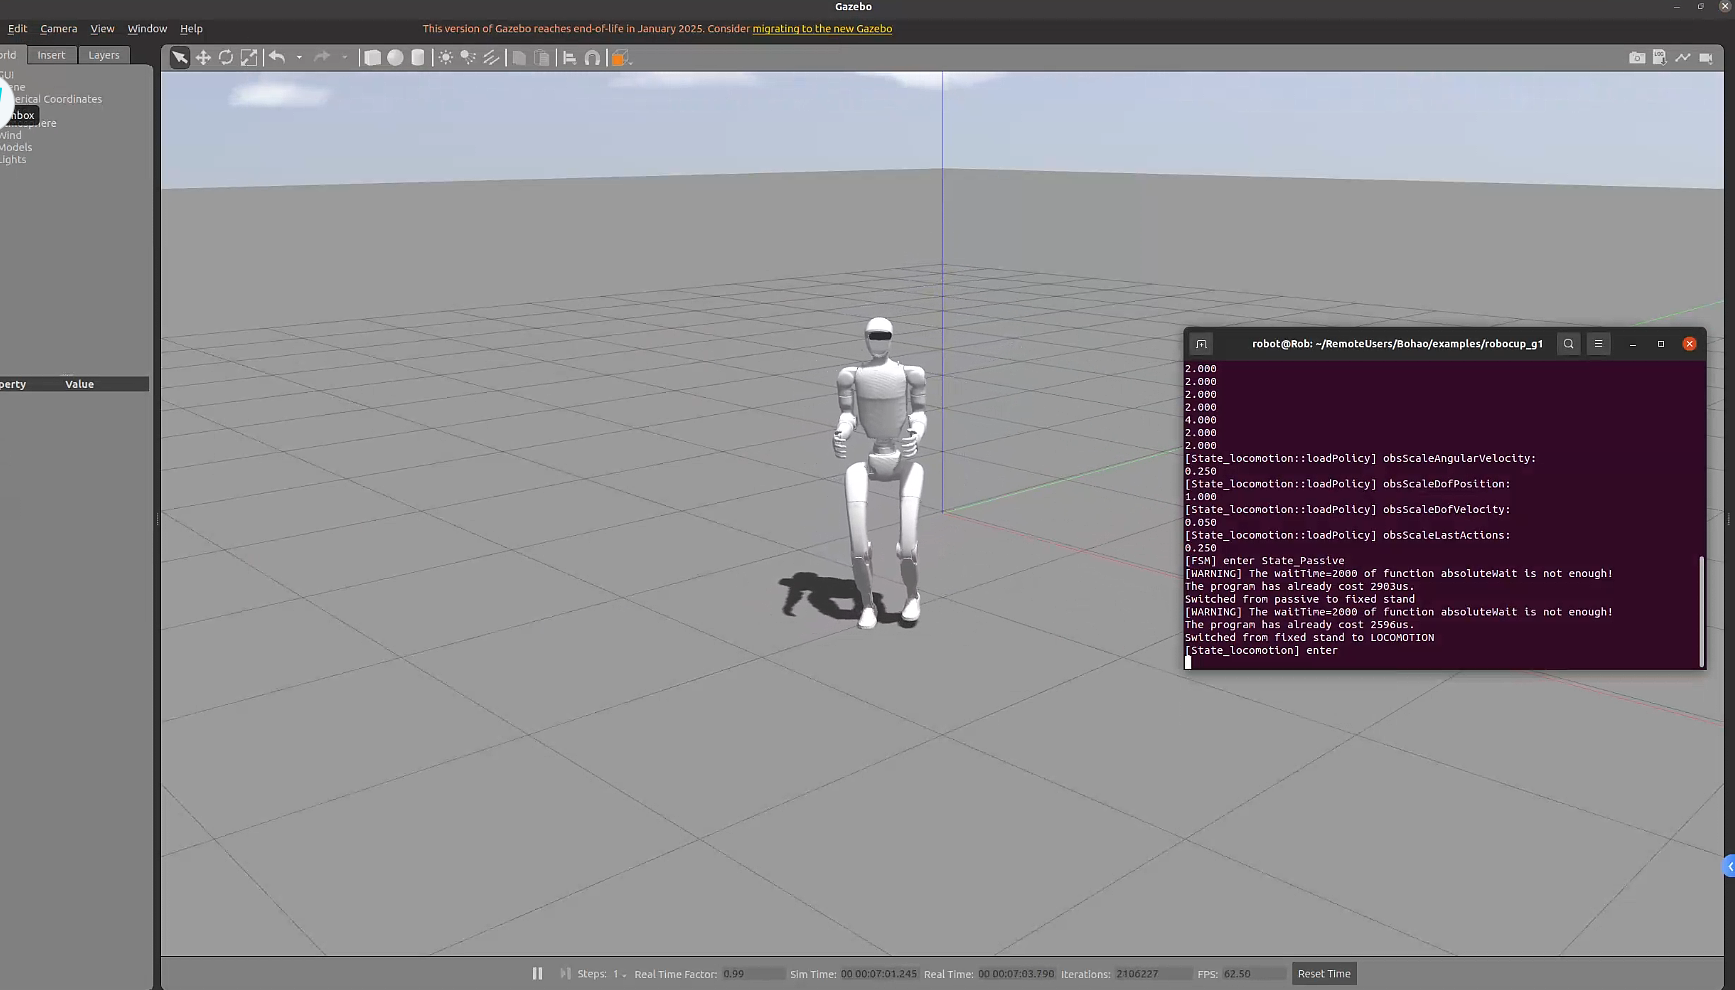 Gazebo
Edit Camera View Window Help
This version of Gazebo reaches end-of-life in January 2025. Consider migrating to the new Gazebo
Insert Layers
GUI
Coordinates
Wind
Models
Lights
Value
robot@Rob: ~/RemoteUsers/Bohao/examples/robocup_g1
2.000
2.000
2.000
2.000
4.000
2.000
2.000
[State_locomotion::loadPolicy] obsScaleAngularVelocity:
0.250
[State_locomotion::loadPolicy] obsScaleDofPosition:
1.000
[State_locomotion::loadPolicy] obsScaleDofVelocity:
0.050
[State_locomotion::loadPolicy] obsScaleLastActions:
0.250
[FSM] enter State_Passive
[WARNING] The waitTime=2000 of function absoluteWait is not enough!
The program has already cost 2903us.
Switched from passive to fixed stand
[WARNING] The waitTime=2000 of function absoluteWait is not enough!
The program has already cost 2596us.
Switched from fixed stand to LOCOMOTION
[State_locomotion] enter
Steps: 1 Real Time Factor: 0.99 Sim Time: 00 00:07:01.245 Real Time: 00 00:07:03.790 Iterations: 2106227 FPS: 62.50 Reset Time